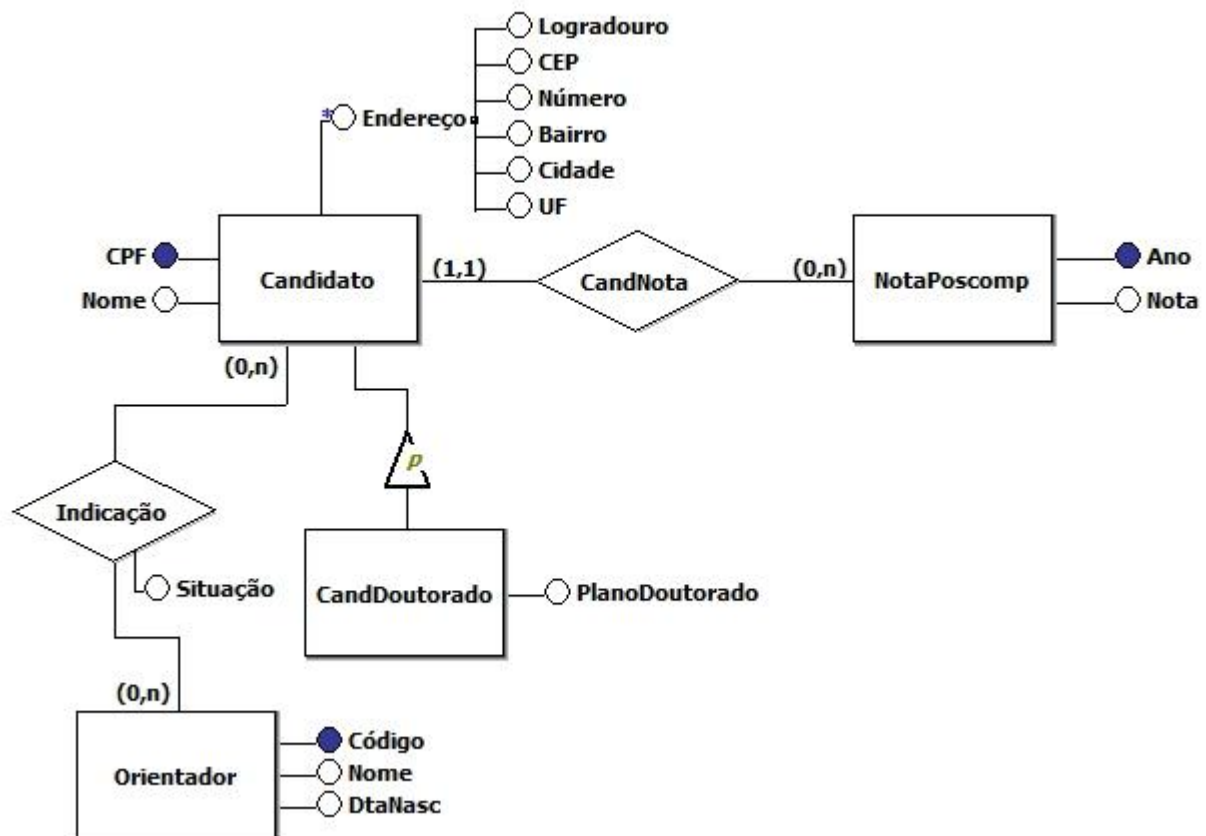 Logradouro
CEP
Número
* Endereço
Bairro
Cidade
UF
CPF
Nome
Candidato
(1,1)
CandNota
(0,n)
NotaPoscomp
Ano
Nota
(0,n)
p
Indicação
Situação
CandDoutorado
PlanoDoutorado
(0,n)
Orientador
Código
Nome
DtaNasc